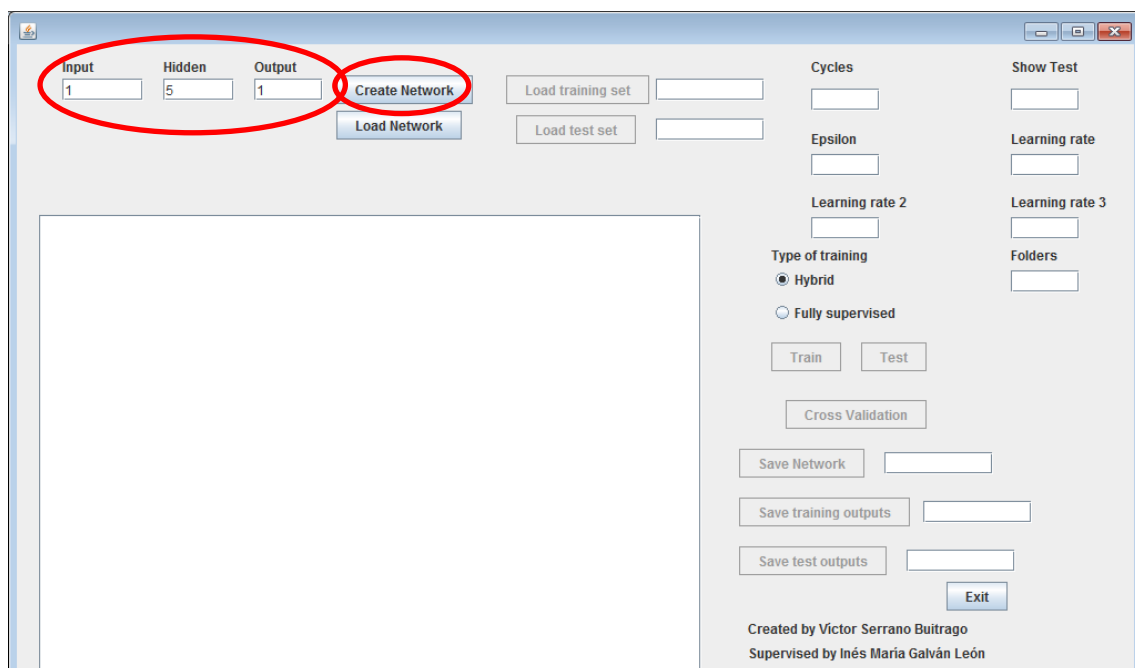 Input Hidden Output
1 5 1
Create Network
Load Network
Load training set
Load test set
Cycles Show Test
Epsilon Learning rate
Learning rate 2 Learning rate 3
Type of training Folders
Hybrid
Fully supervised
Train Test
Cross Validation
Save Network
Save training outputs
Save test outputs
Exit
Created by Víctor Serrano Buitrago
Supervised by Inés María Galván León